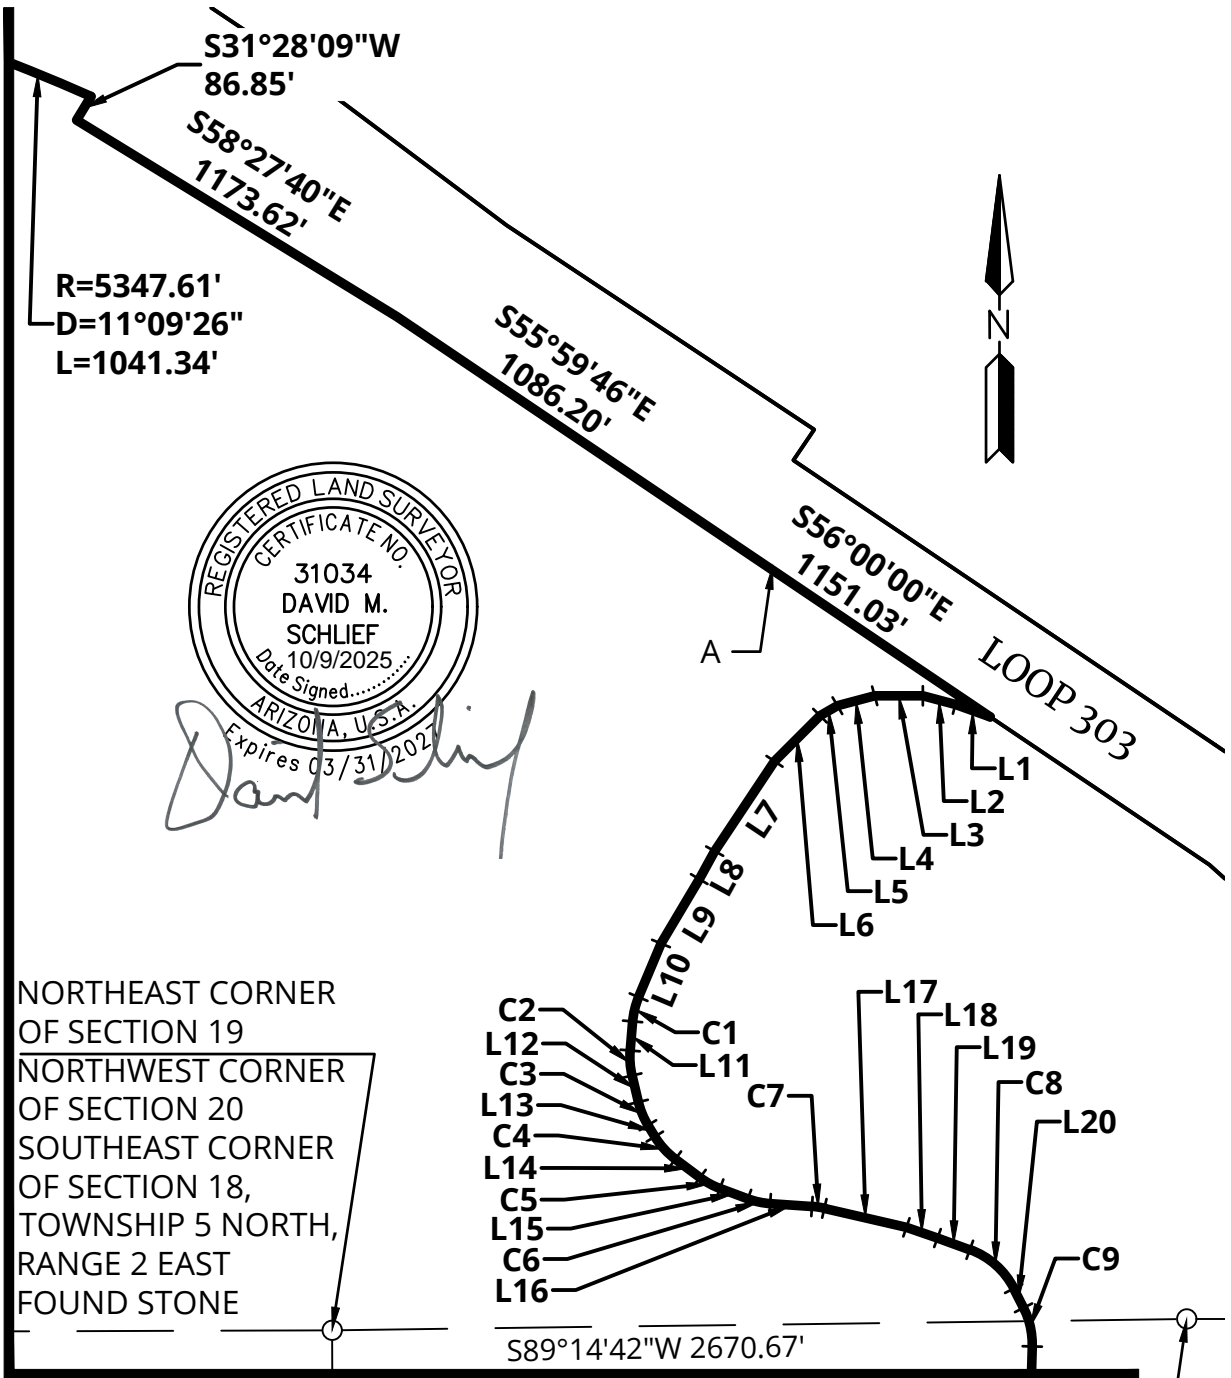 S31°28'09"W
86.85'
S58°27'40"E
1173.62'
R=5347.61'
D=11°09'26"
L=1041.34'
S55°59'46"E
1086.20'
N
S56°00'00"E
1151.03'
A
LOOP 303
REGISTERED LAND SURVEYOR
CERTIFICATE NO.
31034
DAVID M.
SCHLIEF
10/9/2025
Date Signed............
ARIZONA, U.S.A.
Expires 03/31/202
L1
L2
L3
L4
L5
L6
L7
L8
L9
L10
C1
L11
C2
L12
C3
L13
C4
L14
C5
L15
C6
L16
C7
L17
L18
L19
C8
L20
C9
NORTHEAST CORNER
OF SECTION 19
NORTHWEST CORNER
OF SECTION 20
SOUTHEAST CORNER
OF SECTION 18,
TOWNSHIP 5 NORTH,
RANGE 2 EAST
FOUND STONE
S89°14'42"W 2670.67'